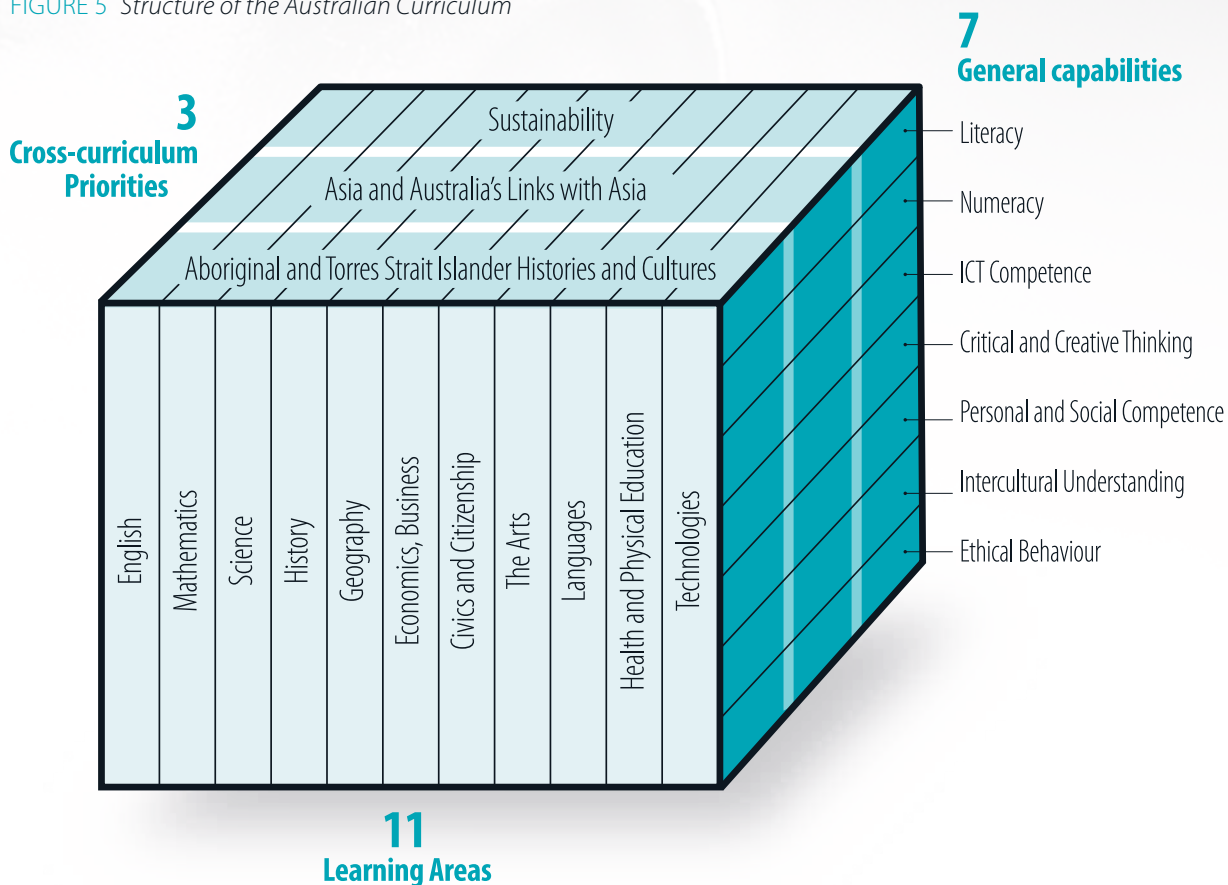 FIGURE 5 Structure of the Australian Curriculum
7
General capabilities
3
Cross-curriculum
Priorities
Sustainability
Asia and Australia's Links with Asia
Aboriginal and Torres Strait Islander Histories and Cultures
Literacy
Numeracy
ICT Competence
Critical and Creative Thinking
Personal and Social Competence
Intercultural Understanding
Ethical Behaviour
English
Mathematics
Science
History
Geography
Economics, Business
Civics and Citizenship
The Arts
Languages
Health and Physical Education
Technologies
11
Learning Areas